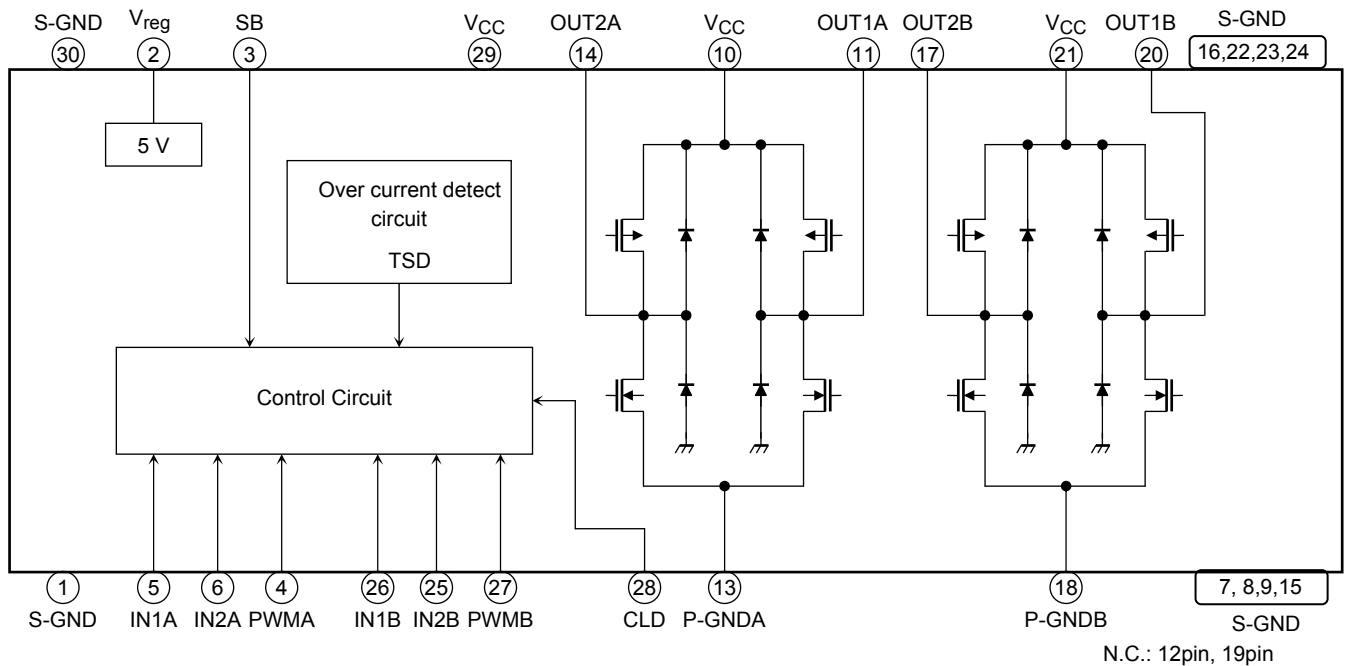 S-GND Vreg SB VCC OUT2A VCC OUT1A OUT2B VCC OUT1B S-GND
30 2 3 29 14 10 11 17 21 20 16,22,23,24
5 V
Over current detect
circuit
TSD
Control Circuit
1 5 6 4 26 25 27 28 13 18 7, 8,9,15
S-GND IN1A IN2A PWMA IN1B IN2B PWMB CLD P-GNDA P-GNDB S-GND
N.C.: 12pin, 19pin